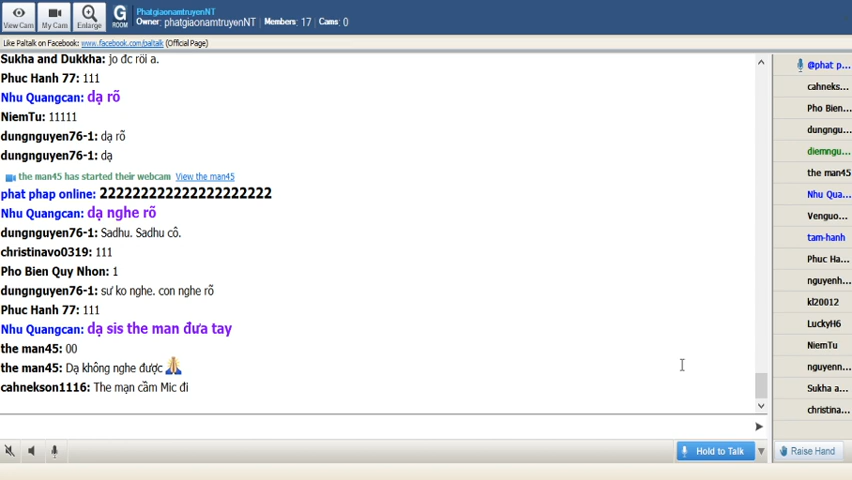 View Cam
My Cam
Enlarge
G
ROOM
PhatgiaonamtruyenNT
Owner: phatgiaonamtruyenNT Members: 17 Cams: 0
Like Paltalk on Facebook: www.facebook.com/paltalk (Official Page)
Sukha and Dukkha: jo đc rồi a.
Phuc Hanh 77: 111
Nhu Quangcan: dạ rõ
NiemTu: 11111
dungnguyen76-1: dạ rõ
dungnguyen76-1: dạ
the man45 has started their webcam View the man45
phat phap online: 2222222222222222222222
Nhu Quangcan: dạ nghe rõ
dungnguyen76-1: Sadhu. Sadhu cô.
christinavo0319: 111
Pho Bien Quy Nhon: 1
dungnguyen76-1: sư ko nghe. con nghe rõ
Phuc Hanh 77: 111
Nhu Quangcan: dạ sis the man đưa tay
the man45: 00
the man45: Dạ không nghe được
cahnekson1116: The mạn cầm Mic đi
@phat p...
cahneks...
Pho Bien...
dungngu...
diemngu...
the man45
Nhu Qua...
Venguo...
tam-hanh
Phuc Ha...
nguyenh...
kl20012
LuckyH6
NiemTu
nguyenn...
Sukha a...
christina...
Hold to Talk
Raise Hand